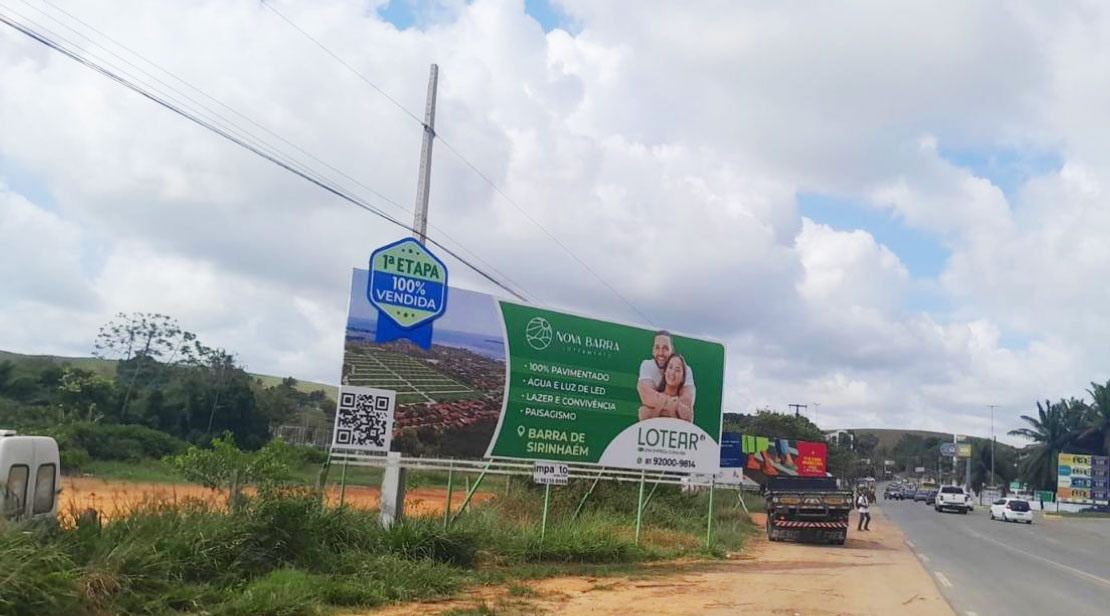 1ª ETAPA
100%
VENDIDA
NOVA BARRA
LOTEAMENTO
• 100% PAVIMENTADO
• AGUA E LUZ DE LED
• LAZER E CONVIVÊNCIA
• PAISAGISMO
BARRA DE
SIRINHAÉM
LOTEAR
81 92000-9814